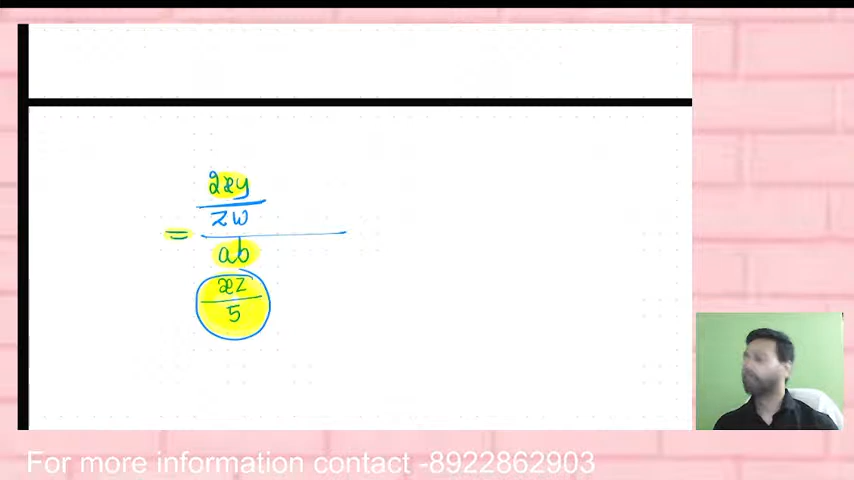 2xy
zw
=
ab
xz
5
For more information contact -8922862903